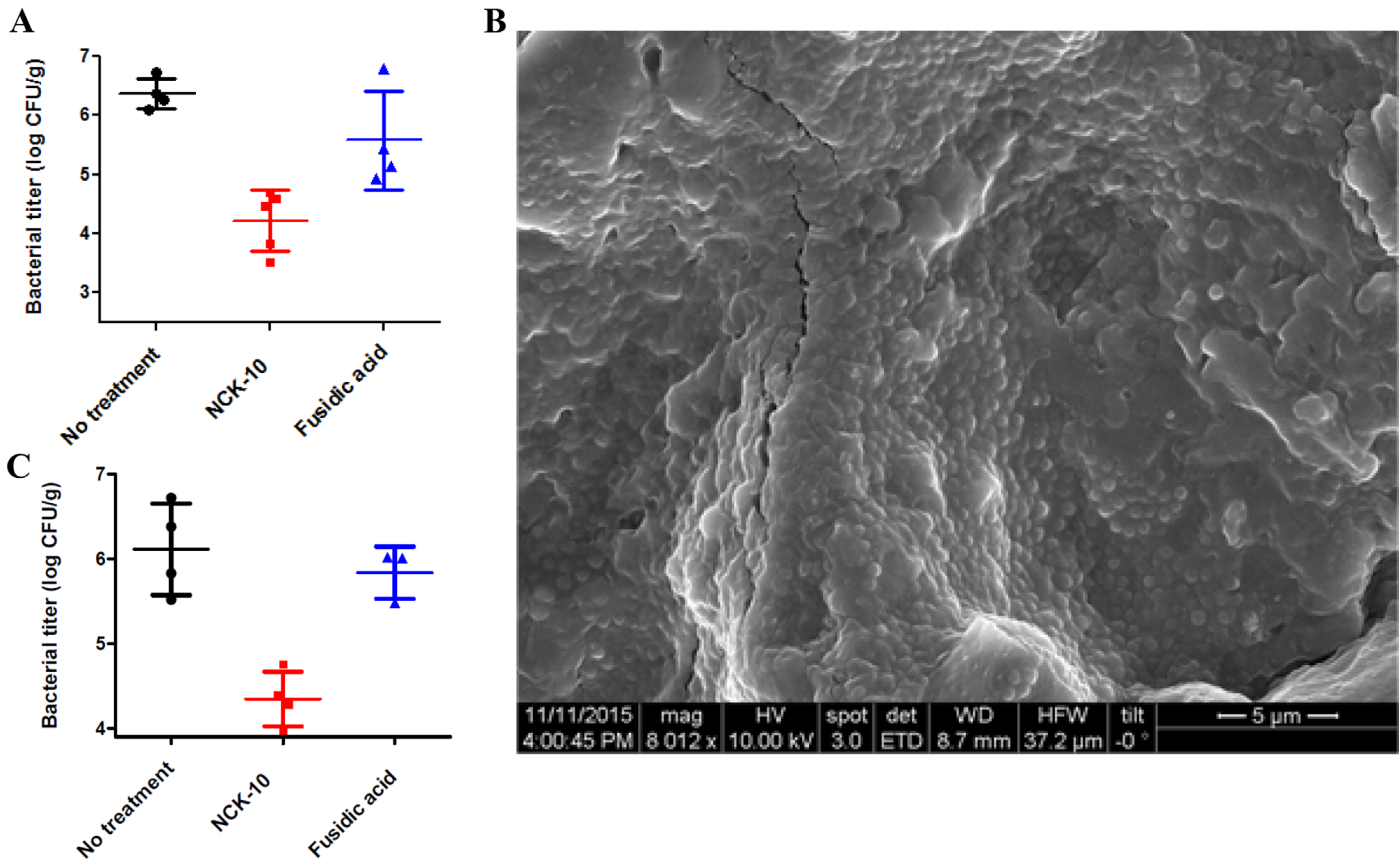 A
Bacterial titer (log CFU/g)
7
6
5
4
3
No treatment
NCK-10
Fusidic acid
B
11/11/2015
4:00:45 PM
mag
8 012 x
HV
10.00 kV
spot
3.0
det
ETD
WD
8.7 mm
HFW
37.2 µm
tilt
-0 °
5 µm
C
Bacterial titer (log CFU/g)
7
6
5
4
No treatment
NCK-10
Fusidic acid